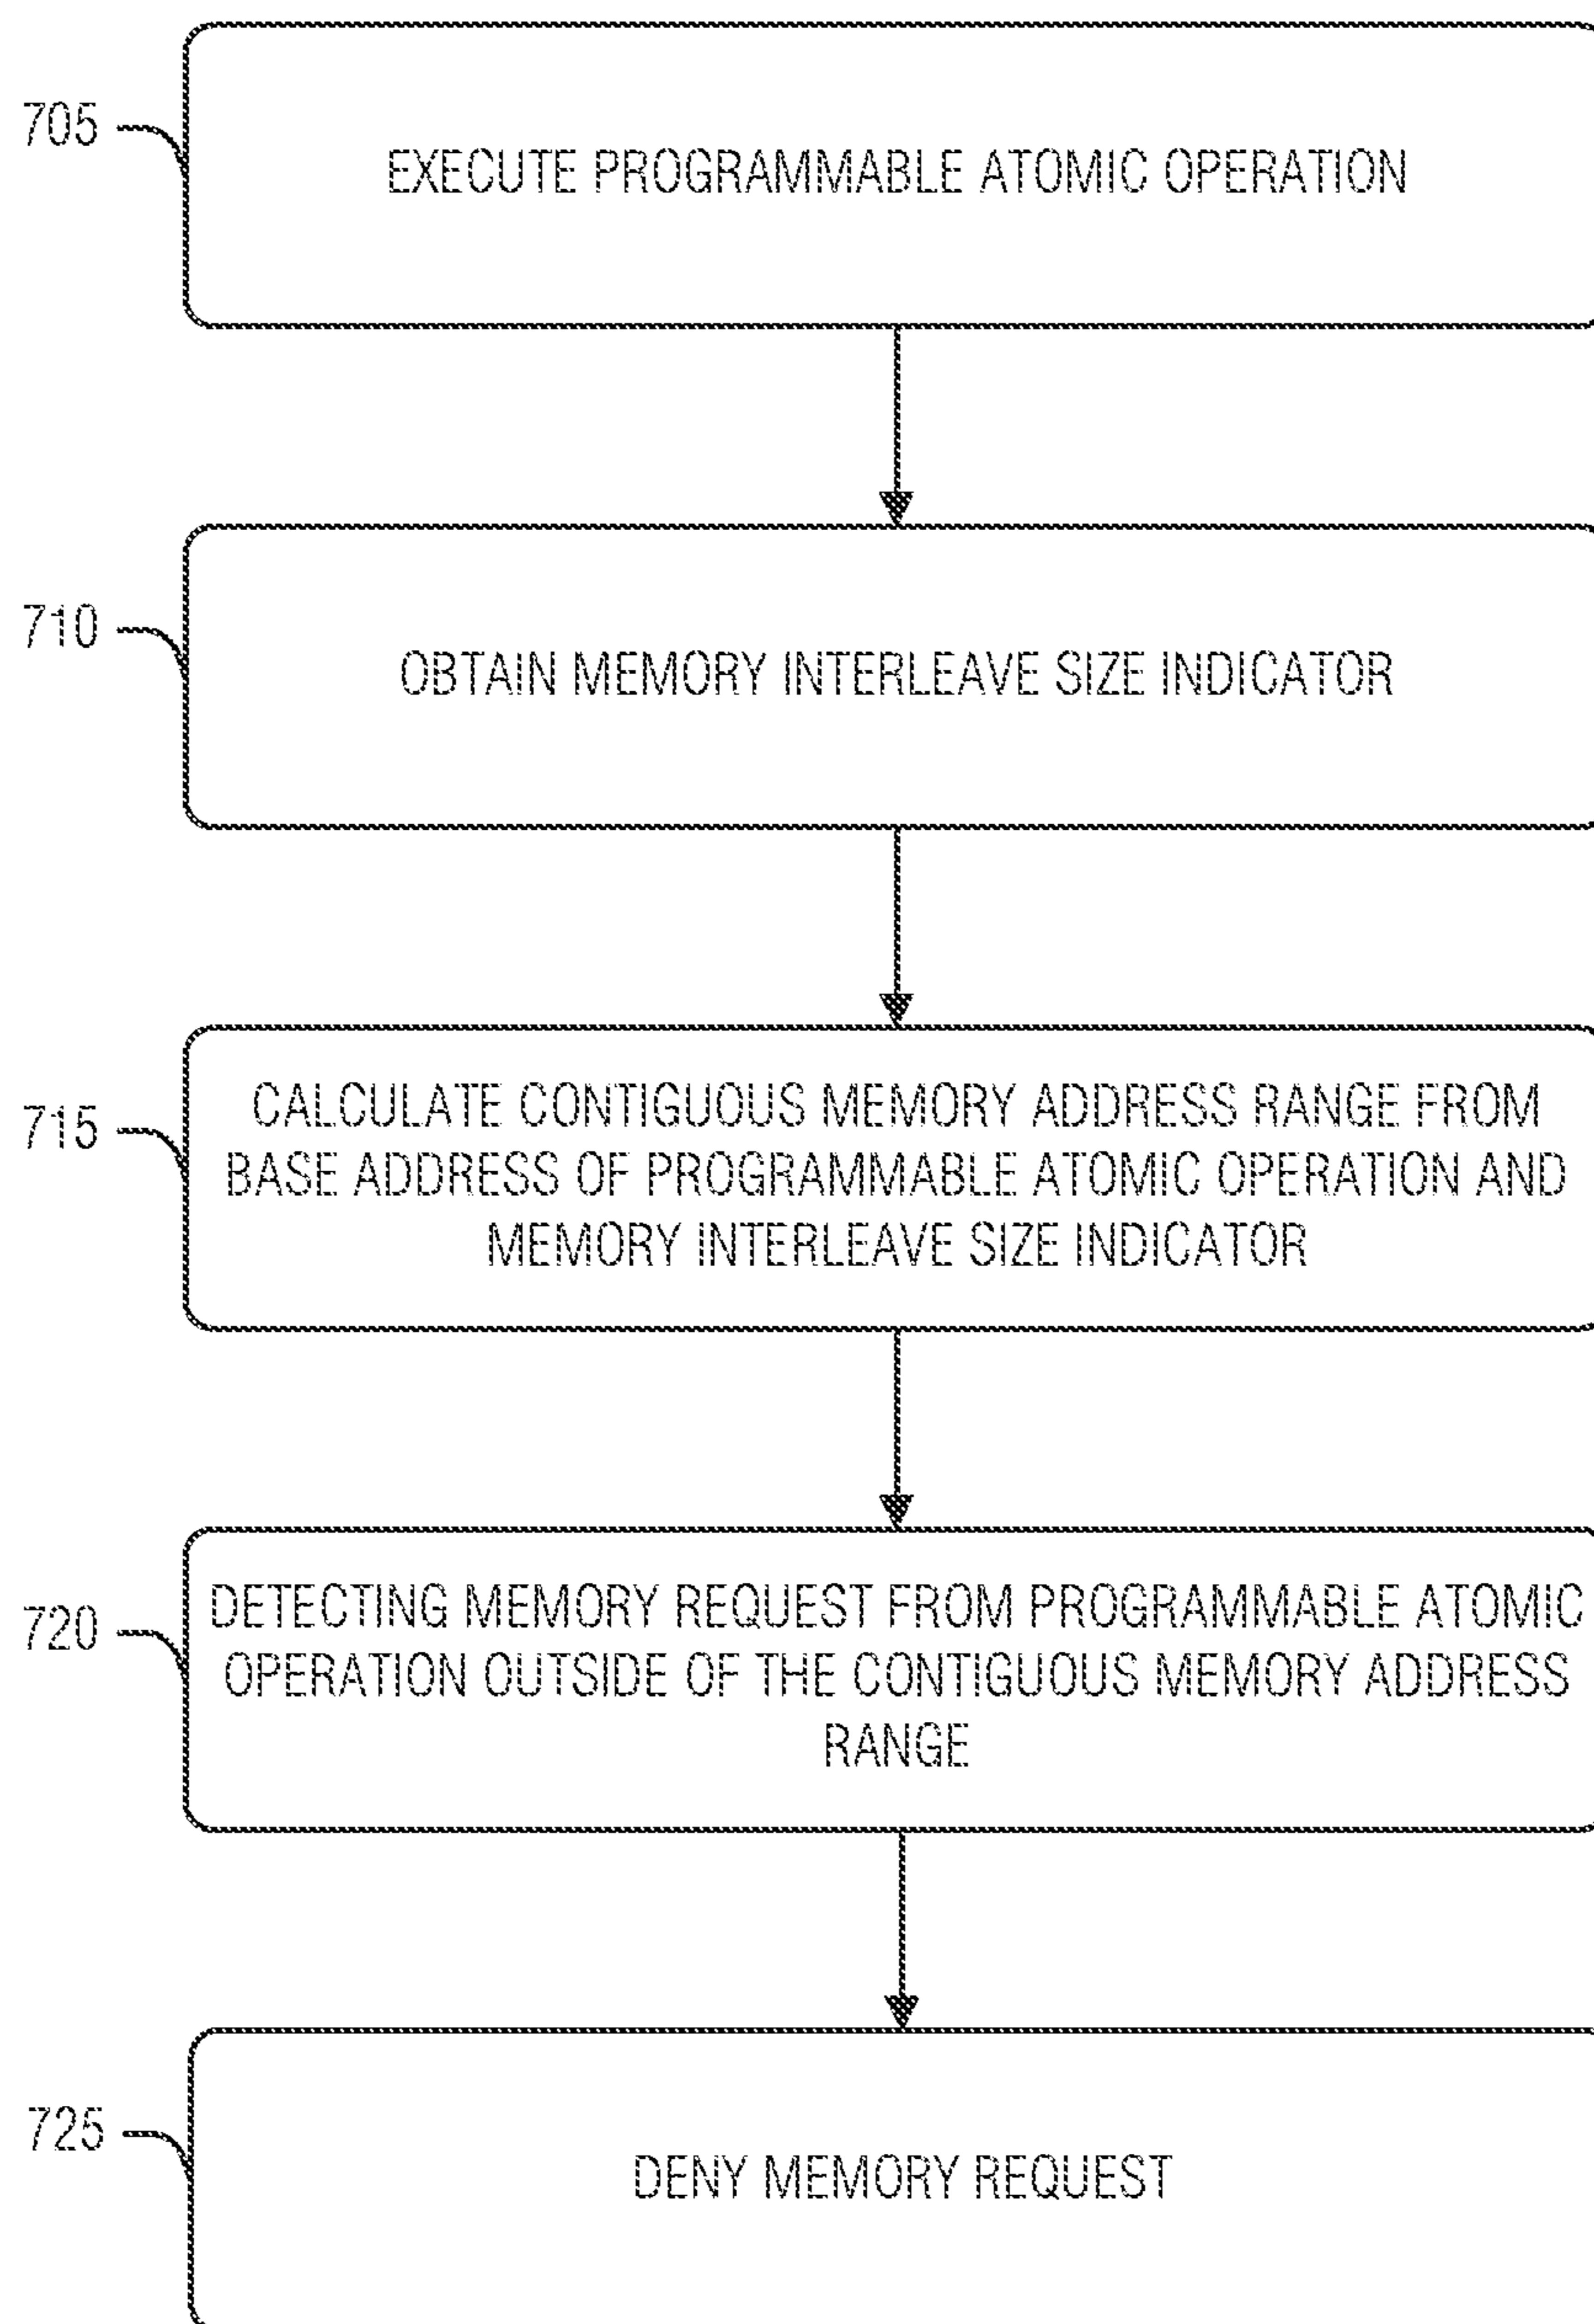 705
EXECUTE PROGRAMMABLE ATOMIC OPERATION
710
OBTAIN MEMORY INTERLEAVE SIZE INDICATOR
715
CALCULATE CONTIGUOUS MEMORY ADDRESS RANGE FROM
BASE ADDRESS OF PROGRAMMABLE ATOMIC OPERATION AND
MEMORY INTERLEAVE SIZE INDICATOR
720
DETECTING MEMORY REQUEST FROM PROGRAMMABLE ATOMIC
OPERATION OUTSIDE OF THE CONTIGUOUS MEMORY ADDRESS
RANGE
725
DENY MEMORY REQUEST